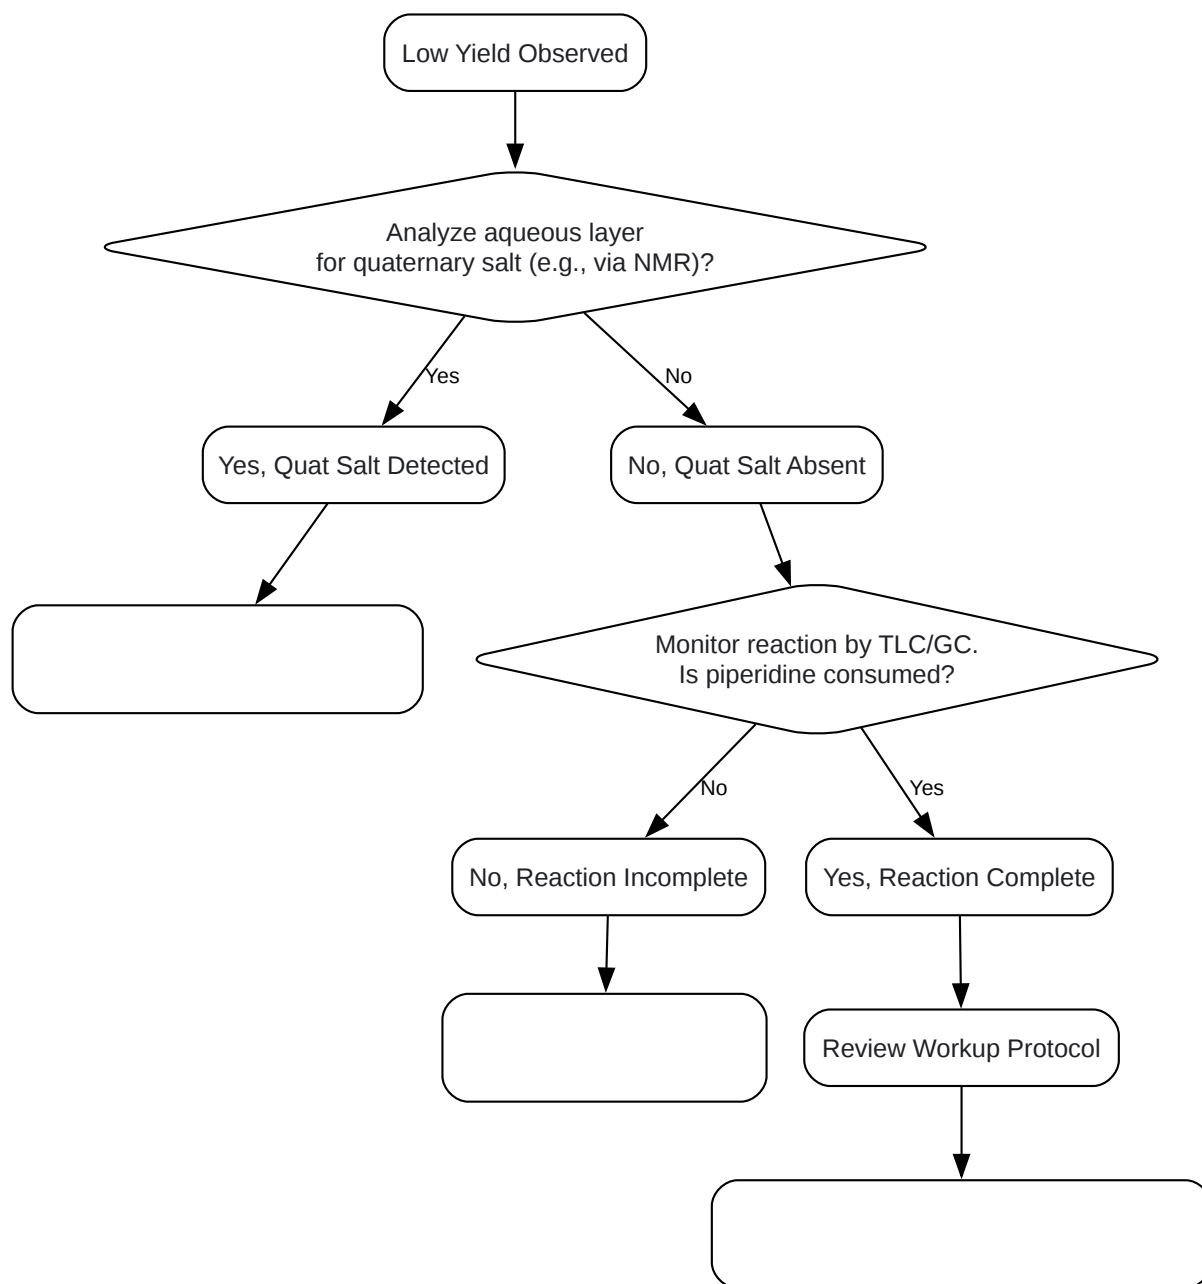 Low Yield Observed
Analyze aqueous layer
for quaternary salt (e.g., via NMR)?
Yes
No
Yes, Quat Salt Detected
No, Quat Salt Absent
Monitor reaction by TLC/GC.
Is piperidine consumed?
No
Yes
No, Reaction Incomplete
Yes, Reaction Complete
Review Workup Protocol